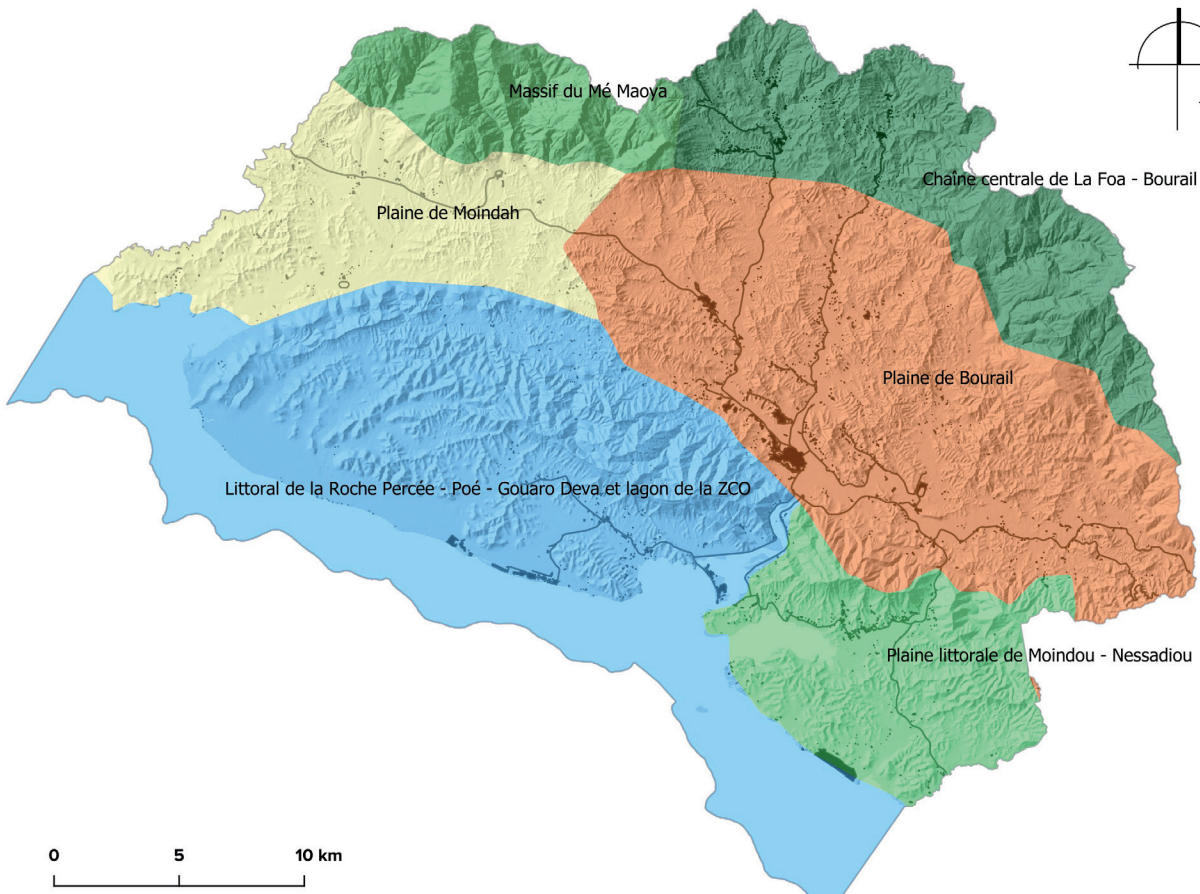 Massif du Mé Maoya
Chaîne centrale de La Foa - Bourail
Plaine de Moindah
Plaine de Bourail
Littoral de la Roche Percée - Poé - Gouaro Deva et lagon de la ZCO
Plaine littorale de Moindou - Nessadiou
0 5 10 km